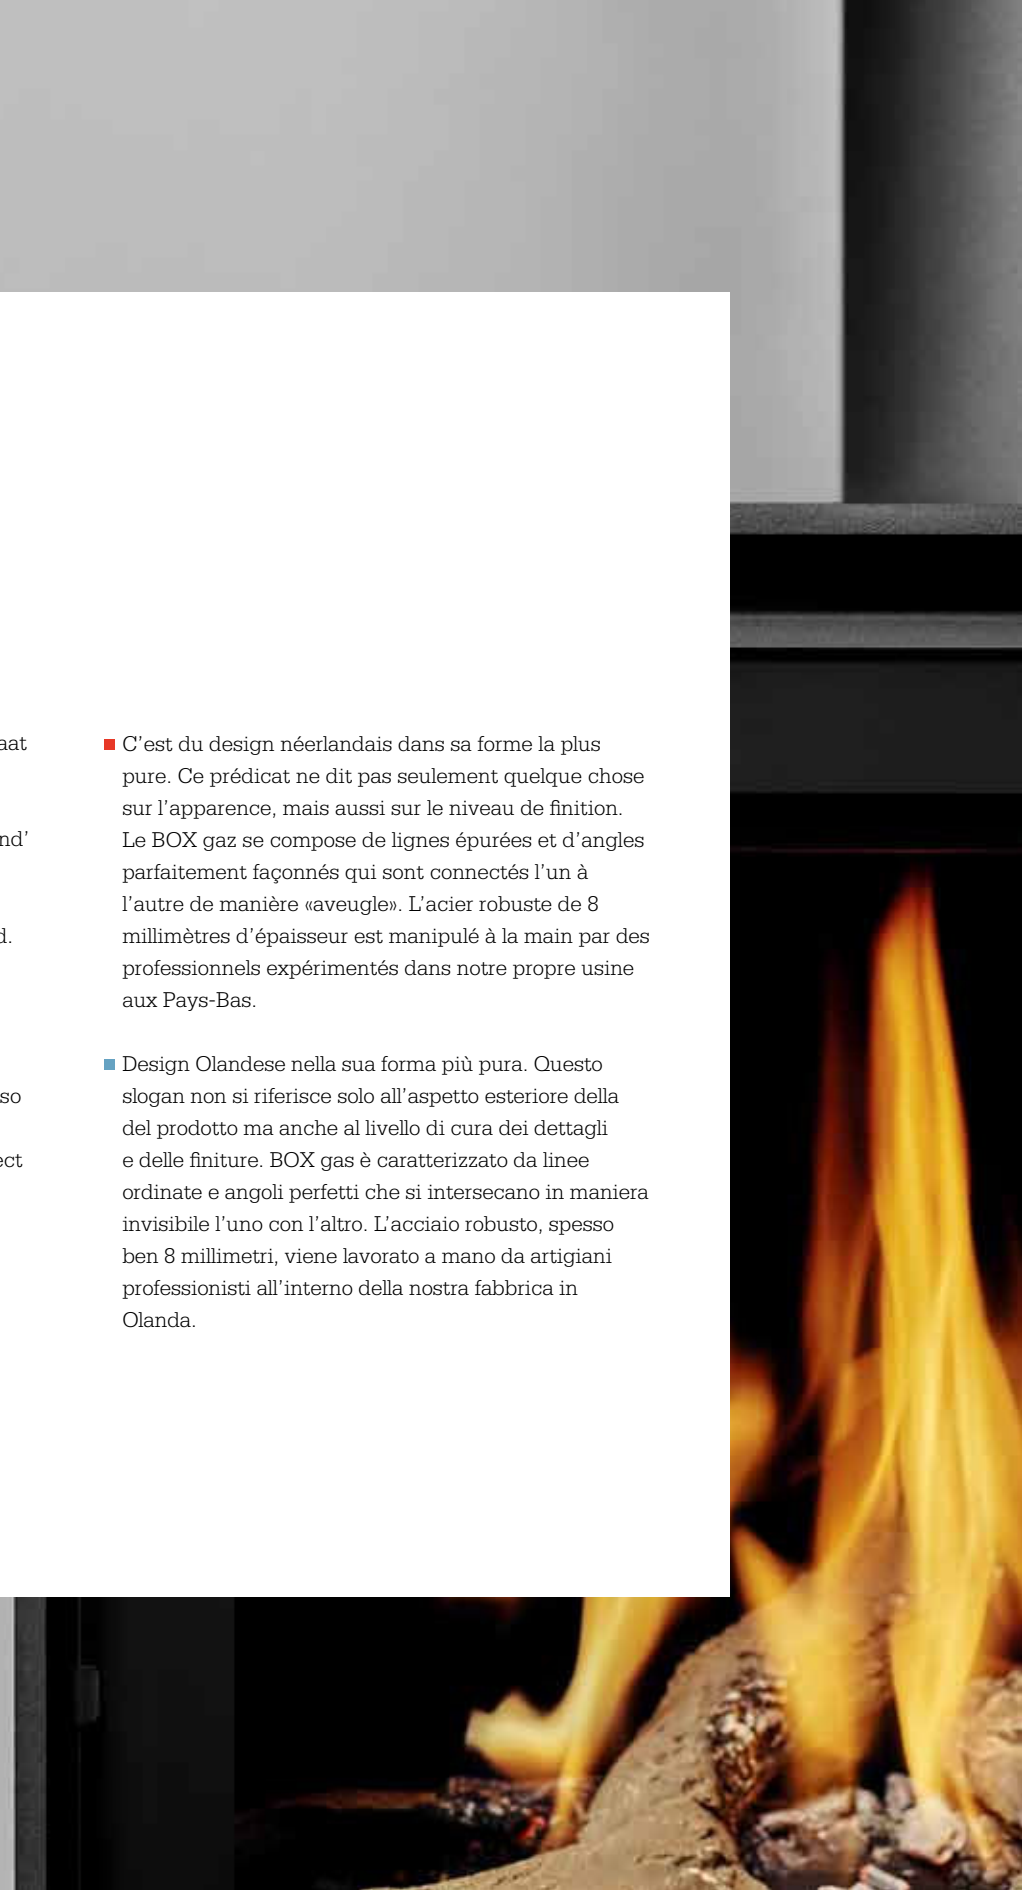 aat
nd’
d.
so
ect
C’est du design néerlandais dans sa forme la plus
pure. Ce prédicat ne dit pas seulement quelque chose
sur l’apparence, mais aussi sur le niveau de finition.
Le BOX gaz se compose de lignes épurées et d’angles
parfaitement façonnés qui sont connectés l’un à
l’autre de manière «aveugle». L’acier robuste de 8
millimètres d’épaisseur est manipulé à la main par des
professionnels expérimentés dans notre propre usine
aux Pays-Bas.
Design Olandese nella sua forma più pura. Questo
slogan non si riferisce solo all’aspetto esteriore della
del prodotto ma anche al livello di cura dei dettagli
e delle finiture. BOX gas è caratterizzato da linee
ordinate e angoli perfetti che si intersecano in maniera
invisibile l’uno con l’altro. L’acciaio robusto, spesso
ben 8 millimetri, viene lavorato a mano da artigiani
professionisti all’interno della nostra fabbrica in
Olanda.